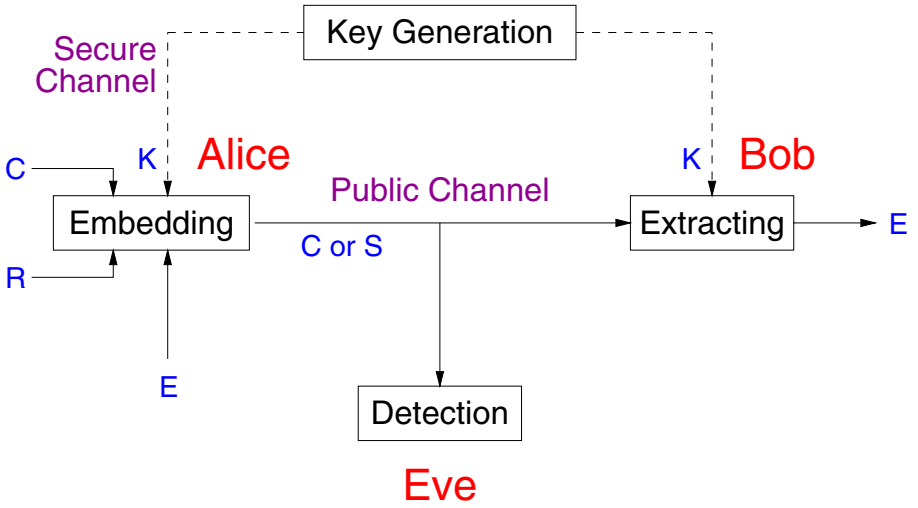 Key Generation
Secure
Channel
K
Alice
K
Bob
C
Public Channel
Embedding
Extracting
E
C or S
R
E
Detection
Eve